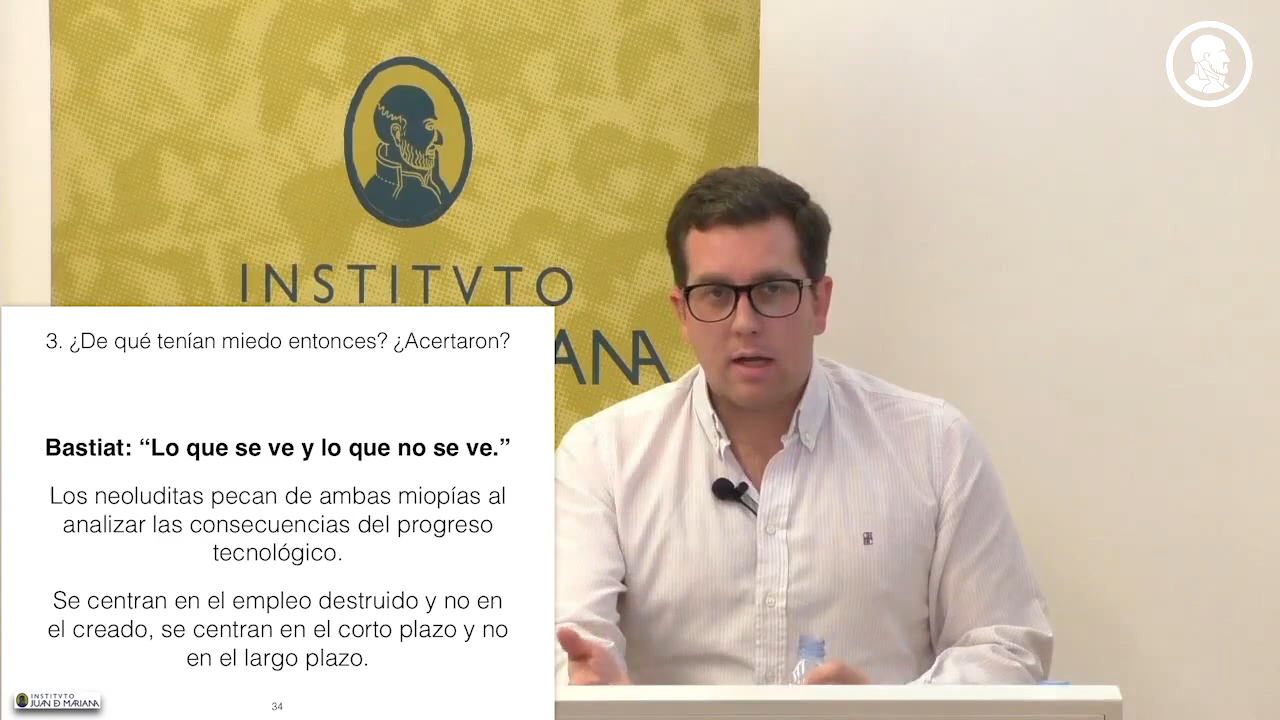 INSTITVTO
ANA
3. ¿De qué tenían miedo entonces? ¿Acertaron?
Bastiat: “Lo que se ve y lo que no se ve.”
Los neoluditas pecan de ambas miopías al
analizar las consecuencias del progreso
tecnológico.
Se centran en el empleo destruido y no en
el creado, se centran en el corto plazo y no
en el largo plazo.
INSTITVTO
JUAN DE MARIANA
34